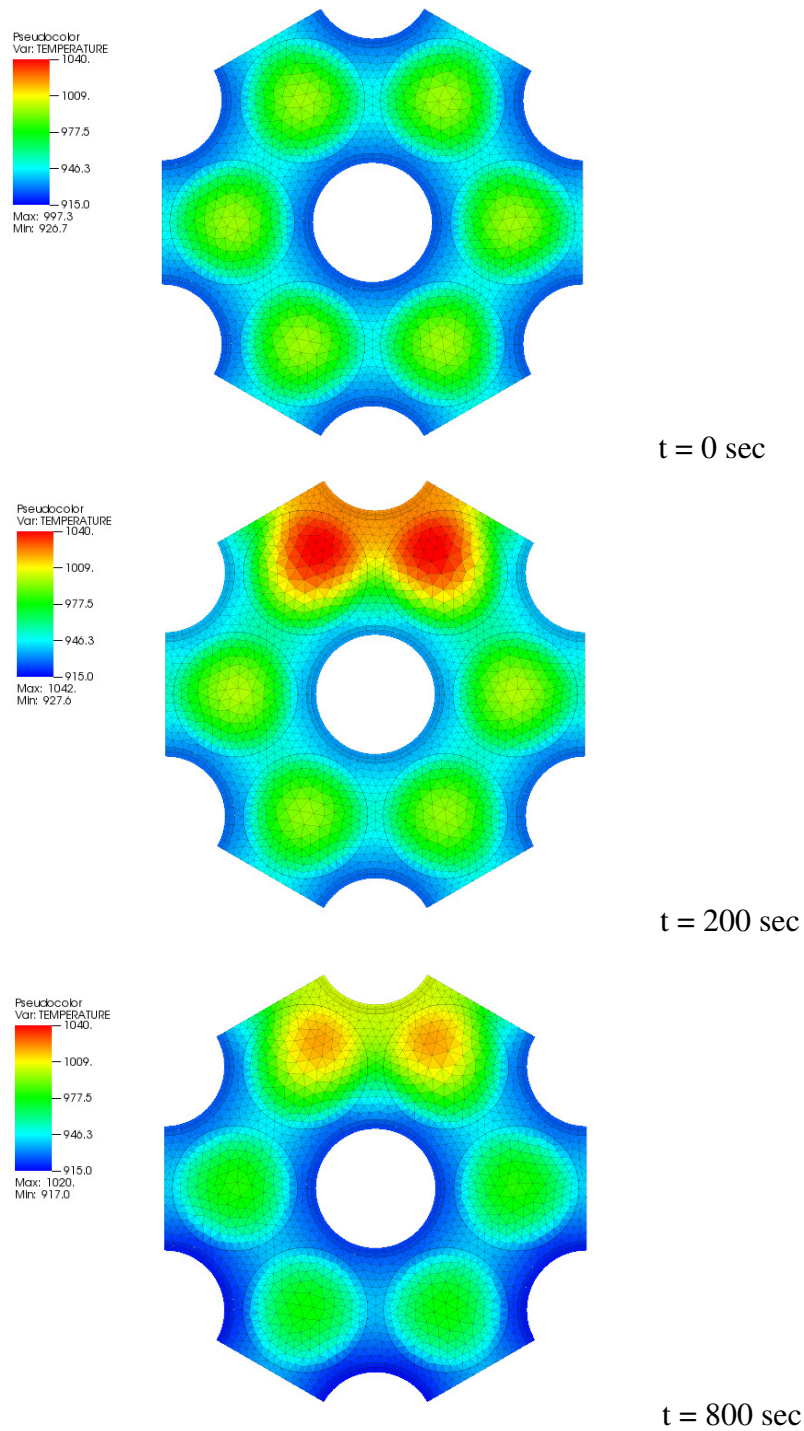 Pseudocolor
Var: TEMPERATURE
1040.
1009.
977.5
946.3
915.0
Max: 997.3
Min: 926.7
t = 0 sec
Pseudocolor
Var: TEMPERATURE
1040.
1009.
977.5
946.3
915.0
Max: 1042.
Min: 927.6
t = 200 sec
Pseudocolor
Var: TEMPERATURE
1040.
1009.
977.5
946.3
915.0
Max: 1020.
Min: 917.0
t = 800 sec